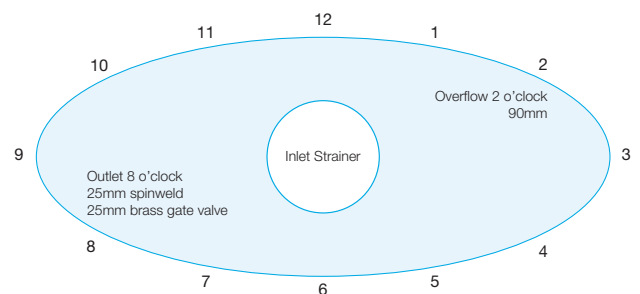 12
11
1
10
2
Overflow 2 o’clock
90mm
9
Inlet Strainer
3
Outlet 8 o’clock
25mm spinweld
25mm brass gate valve
8
4
7
5
6